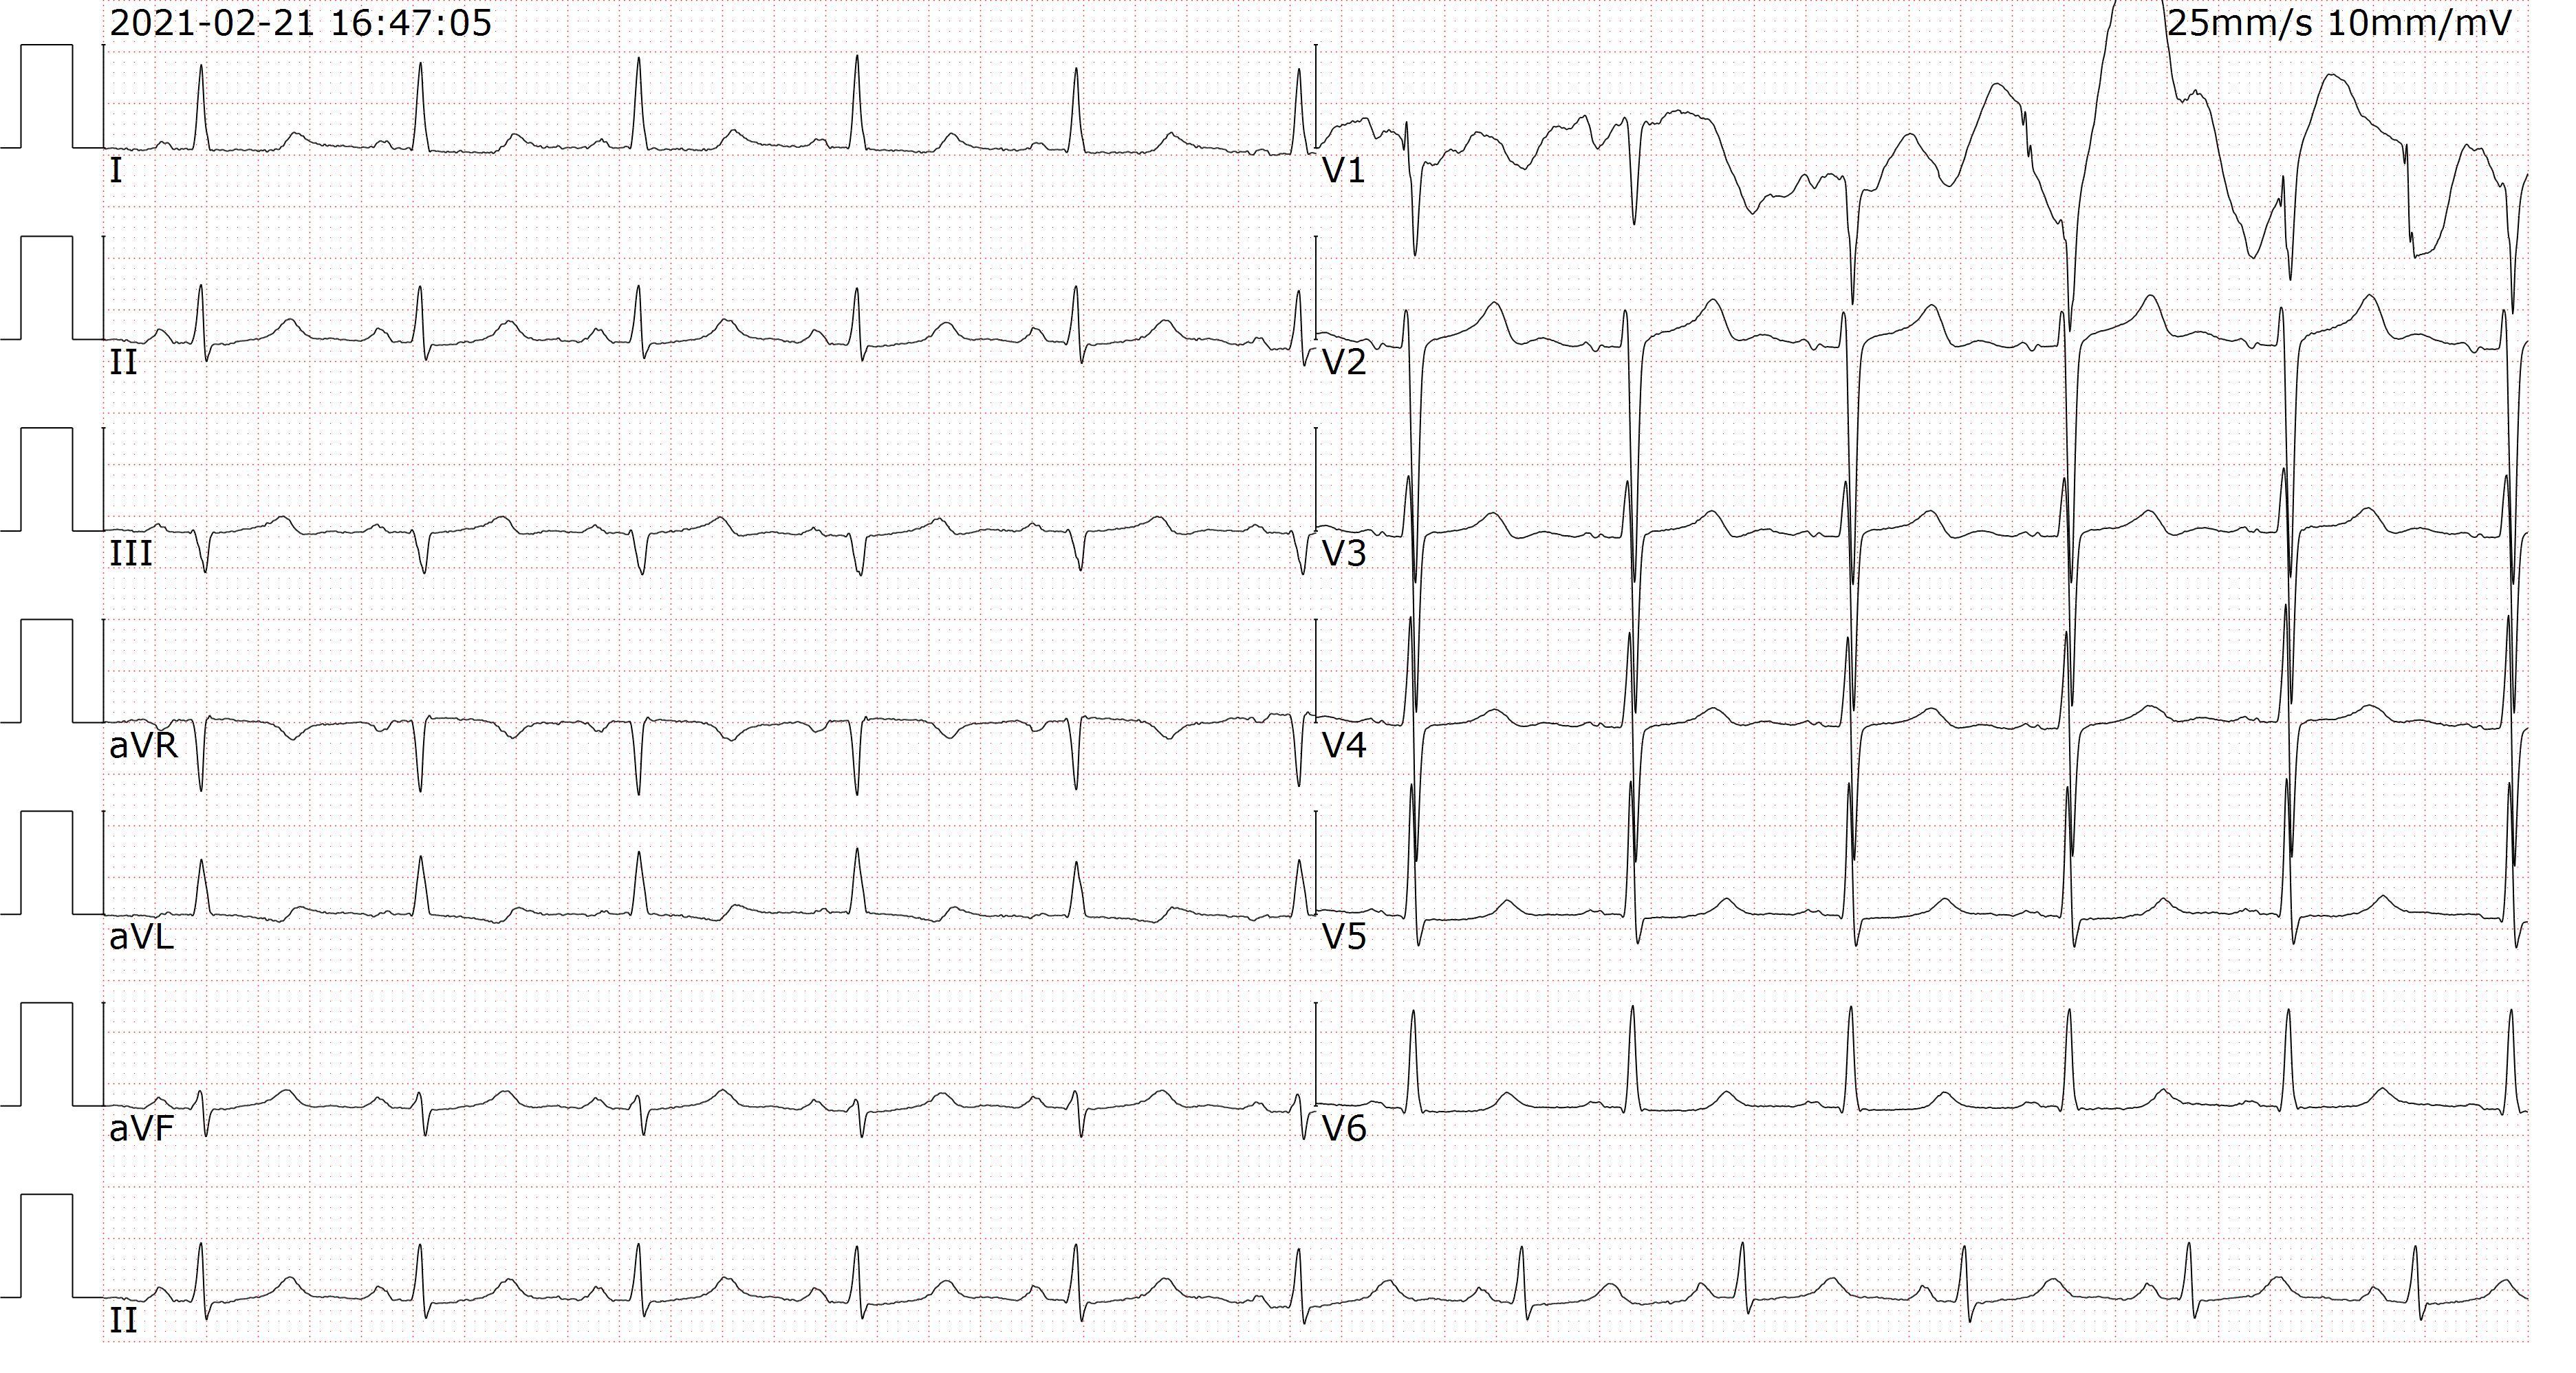 2021-02-21 16:47:05 25mm/s 10mm/mV
I V1
II V2
III V3
aVR V4
aVL V5
aVF V6
II